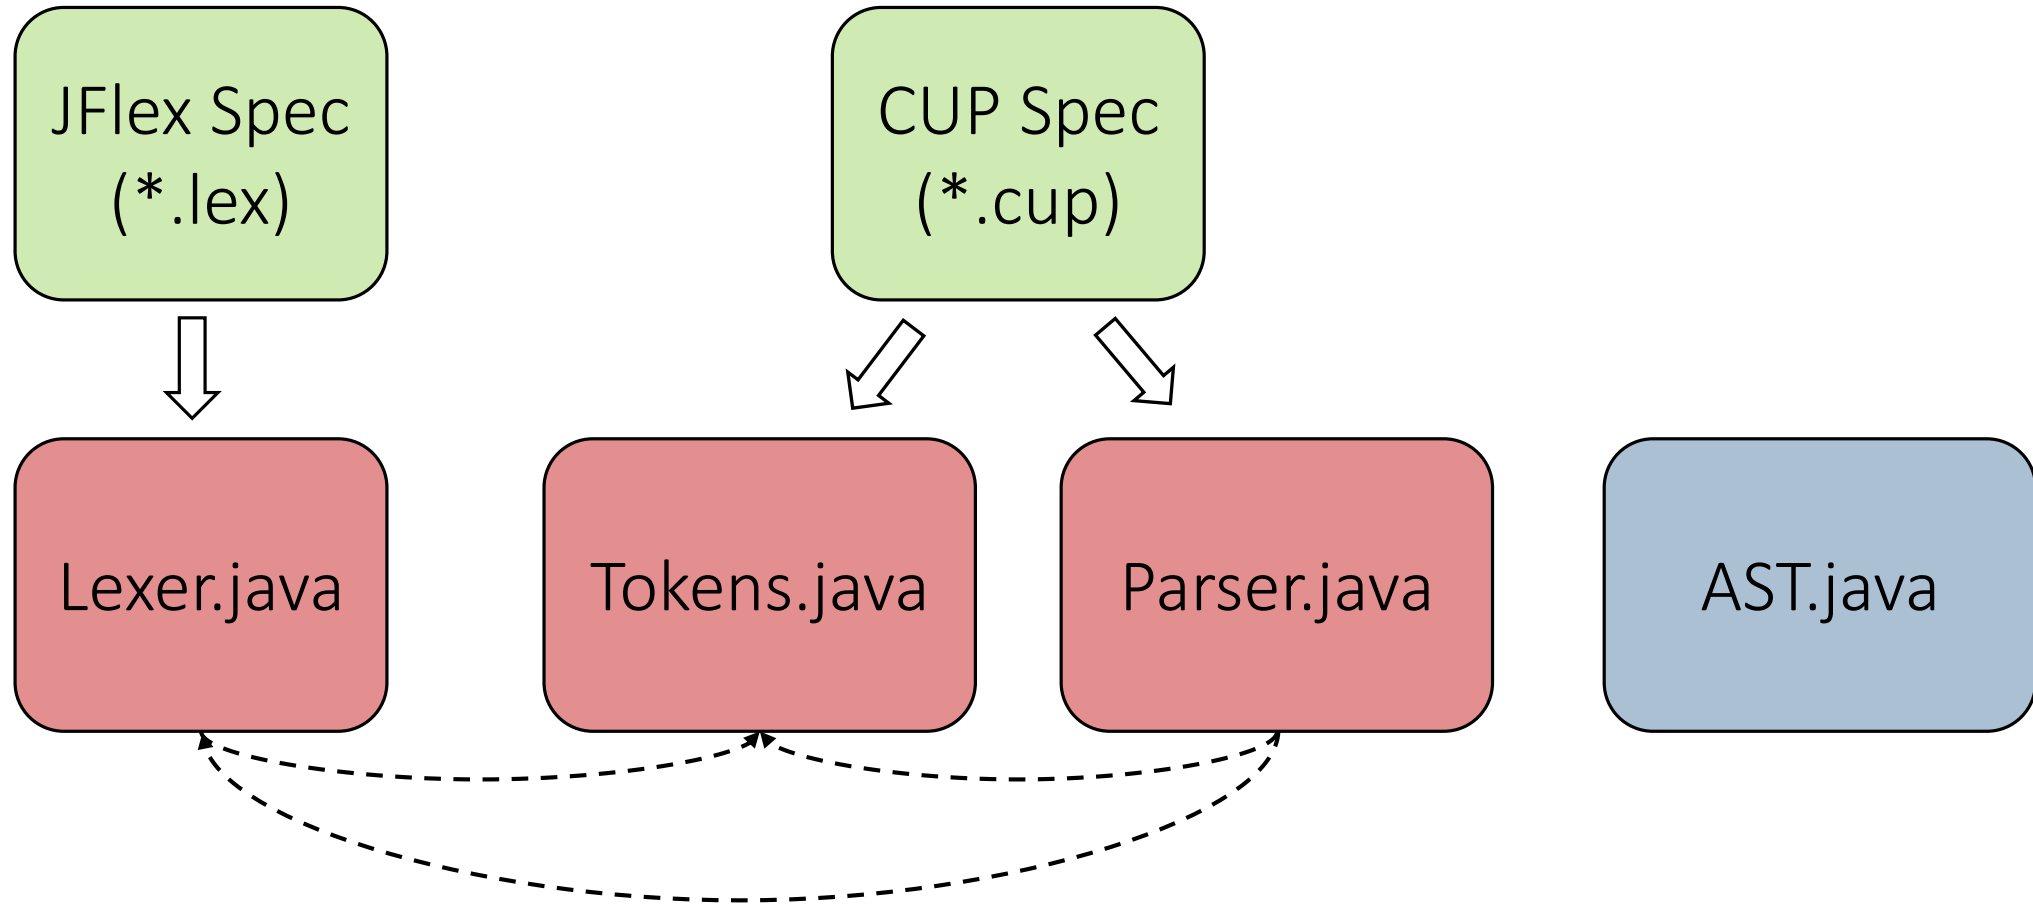 JFlex Spec
(*.lex)
CUP Spec
(*.cup)
Lexer.java
Tokens.java
Parser.java
AST.java